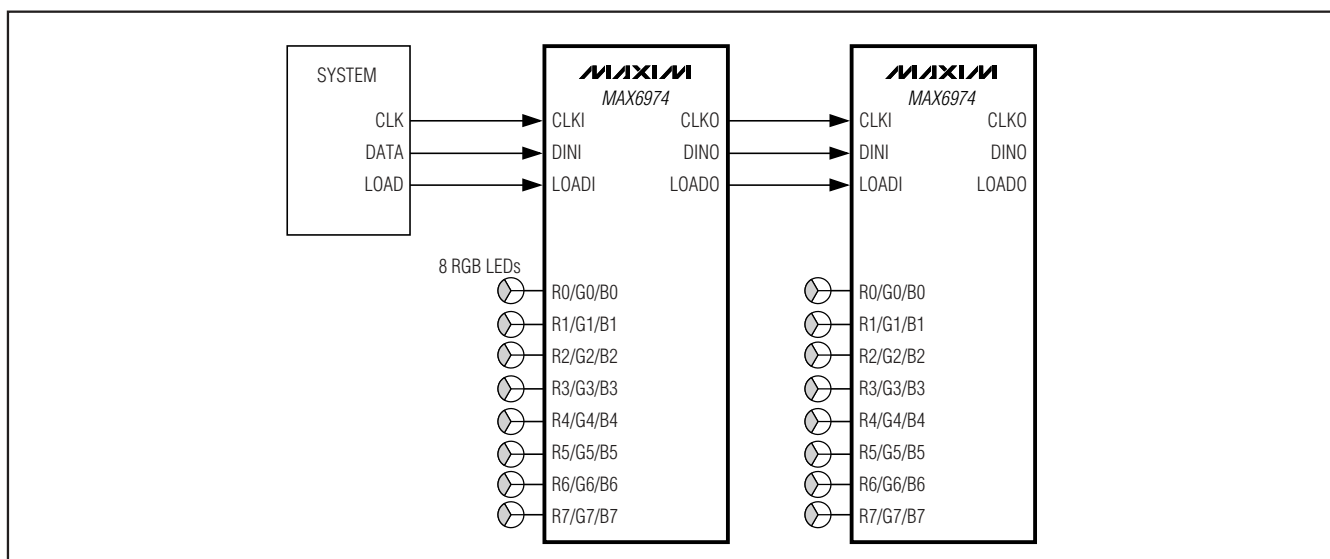 SYSTEM
CLK
DATA
LOAD
MAXIM
MAX6974
CLKI CLKO
DINI DINO
LOADI LOADO
8 RGB LEDs
R0/G0/B0
R1/G1/B1
R2/G2/B2
R3/G3/B3
R4/G4/B4
R5/G5/B5
R6/G6/B6
R7/G7/B7
MAXIM
MAX6974
CLKI CLKO
DINI DINO
LOADI LOADO
R0/G0/B0
R1/G1/B1
R2/G2/B2
R3/G3/B3
R4/G4/B4
R5/G5/B5
R6/G6/B6
R7/G7/B7